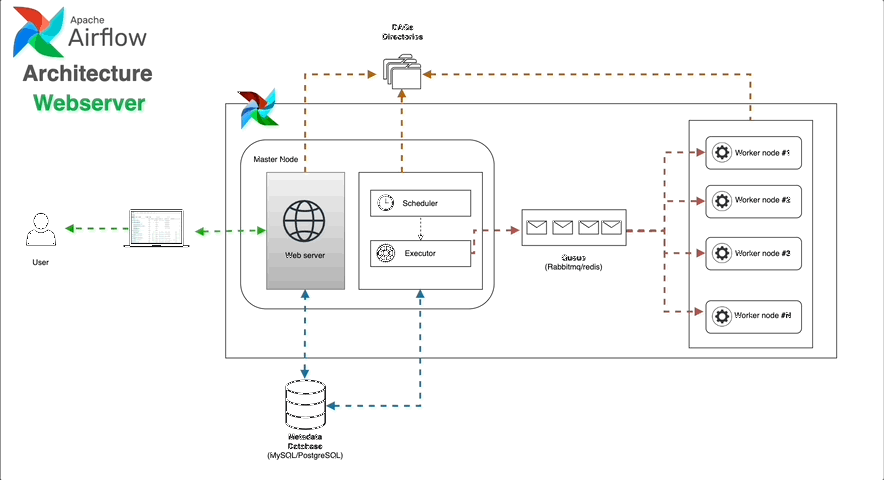 Apache
Airflow
Architecture
Webserver
DAGs
Directories
Master Node
Web server
Scheduler
Executor
Queue
(Rabbitmq/redis)
Worker node #1
Worker node #2
Worker node #3
Worker node #N
User
Metadata
Database
(MySQL/PostgreSQL)